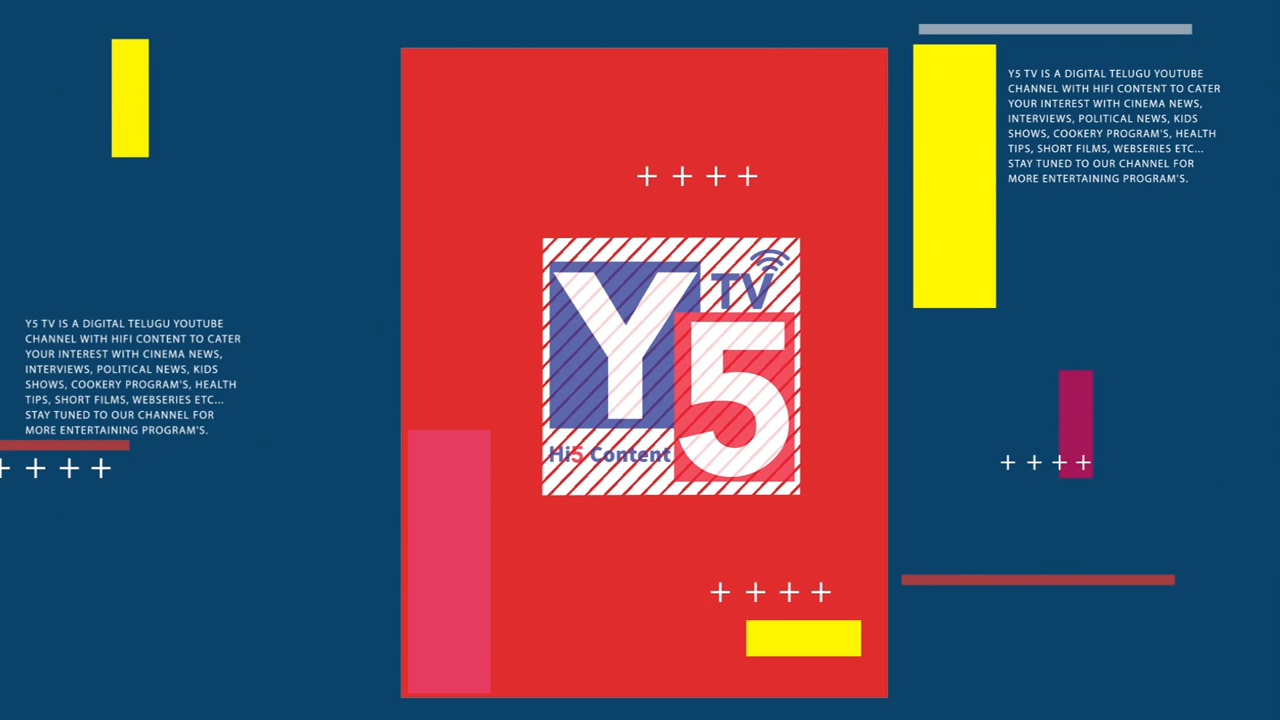 Y5 TV IS A DIGITAL TELUGU YOUTUBE
CHANNEL WITH HIFI CONTENT TO CATER
YOUR INTEREST WITH CINEMA NEWS,
INTERVIEWS, POLITICAL NEWS, KIDS
SHOWS, COOKERY PROGRAM'S, HEALTH
TIPS, SHORT FILMS, WEBSERIES ETC...
STAY TUNED TO OUR CHANNEL FOR
MORE ENTERTAINING PROGRAM'S.
Y TV
5
Hi5 Content
Y5 TV IS A DIGITAL TELUGU YOUTUBE
CHANNEL WITH HIFI CONTENT TO CATER
YOUR INTEREST WITH CINEMA NEWS,
INTERVIEWS, POLITICAL NEWS, KIDS
SHOWS, COOKERY PROGRAM'S, HEALTH
TIPS, SHORT FILMS, WEBSERIES ETC...
STAY TUNED TO OUR CHANNEL FOR
MORE ENTERTAINING PROGRAM'S.